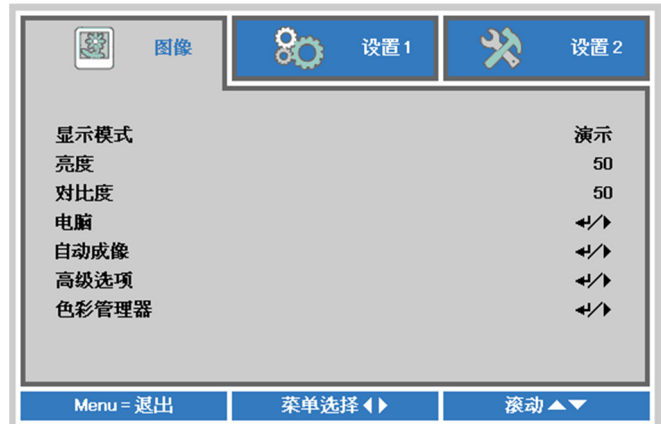 图像 设置1 设置2
显示模式 演示
亮度 50
对比度 50
电脑 ↵/▶
自动成像 ↵/▶
高级选项 ↵/▶
色彩管理器 ↵/▶
Menu = 退出 菜单选择◀▶ 滚动▲▼